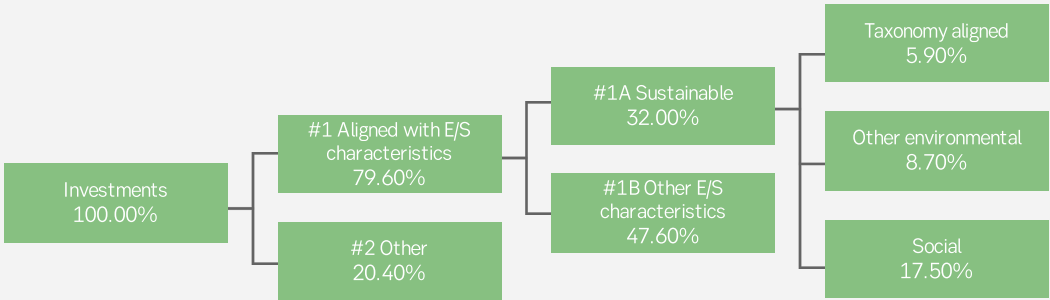 Investments
100.00%
#1 Aligned with E/S
characteristics
79.60%
#2 Other
20.40%
#1A Sustainable
32.00%
#1B Other E/S
characteristics
47.60%
Taxonomy aligned
5.90%
Other environmental
8.70%
Social
17.50%